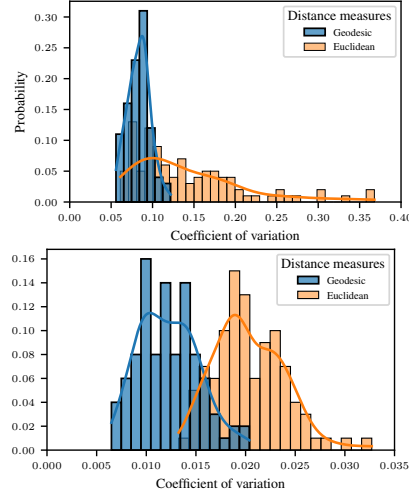 Distance measures
Geodesic
Euclidean
Probability
0.30
0.25
0.20
0.15
0.10
0.05
0.00
0.00 0.05 0.10 0.15 0.20 0.25 0.30 0.35 0.40
Coefficient of variation
Distance measures
Geodesic
Euclidean
0.16
0.14
0.12
0.10
0.08
0.06
0.04
0.02
0.00
0.000 0.005 0.010 0.015 0.020 0.025 0.030 0.035
Coefficient of variation